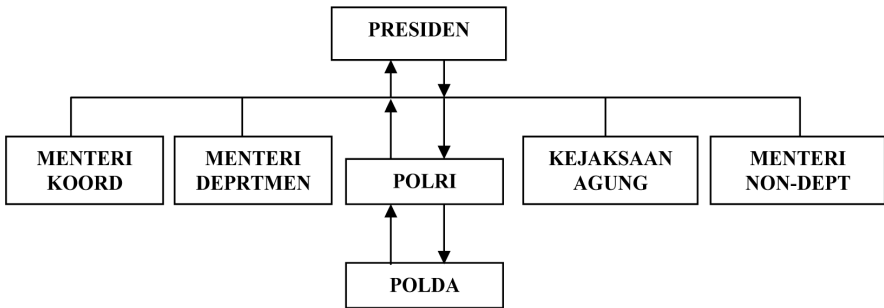 PRESIDEN
MENTERI
KOORD
MENTERI
DEPRTMEN
POLRI
KEJAKSAAN
AGUNG
MENTERI
NON-DEPT
POLDA